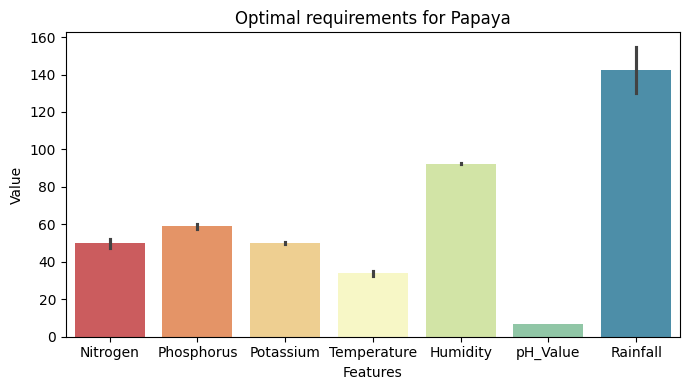 Optimal requirements for Papaya
160
140
120
100
80
60
40
20
0
Value
Nitrogen Phosphorus Potassium Temperature Humidity pH_Value Rainfall
Features